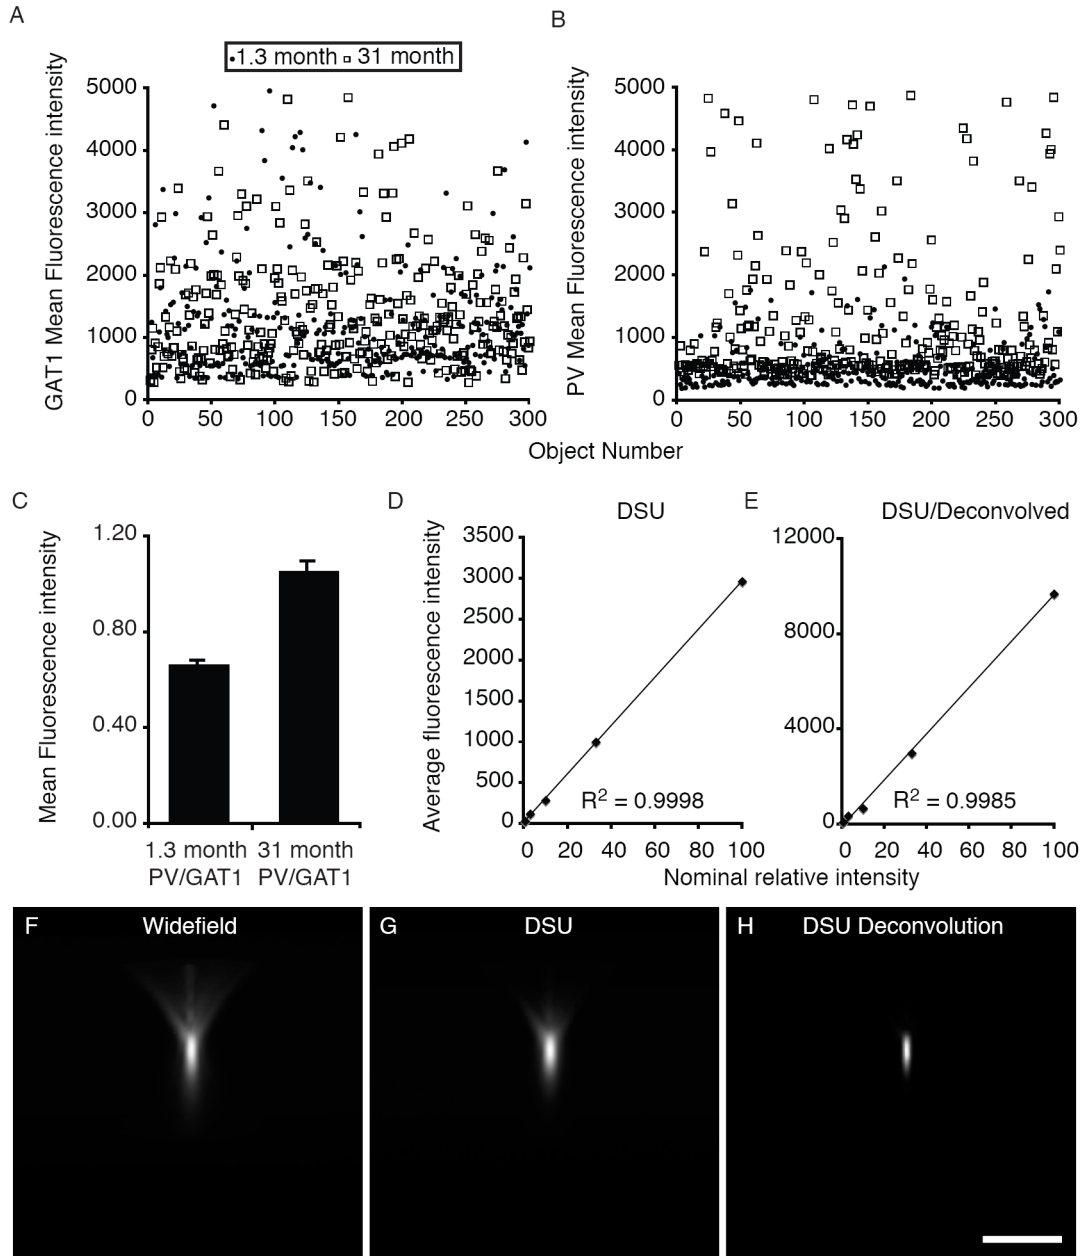 A
B
1.3 month 31 month
GAT1 Mean Fluorescence intensity
5000
4000
3000
2000
1000
0
0 50 100 150 200 250 300
PV Mean Fluorescence intensity
5000
4000
3000
2000
1000
0
0 50 100 150 200 250 300
Object Number
C
Mean Fluorescence intensity
1.20
0.80
0.40
0.00
1.3 month 31 month
PV/GAT1 PV/GAT1
D
DSU
Average fluorescence intensity
3500
3000
2500
2000
1500
1000
500
0
R² = 0.9998
0 20 40 60 80 100
E
DSU/Deconvolved
12000
8000
4000
0
R² = 0.9985
0 20 40 60 80 100
Nominal relative intensity
F Widefield
G DSU
H DSU Deconvolution